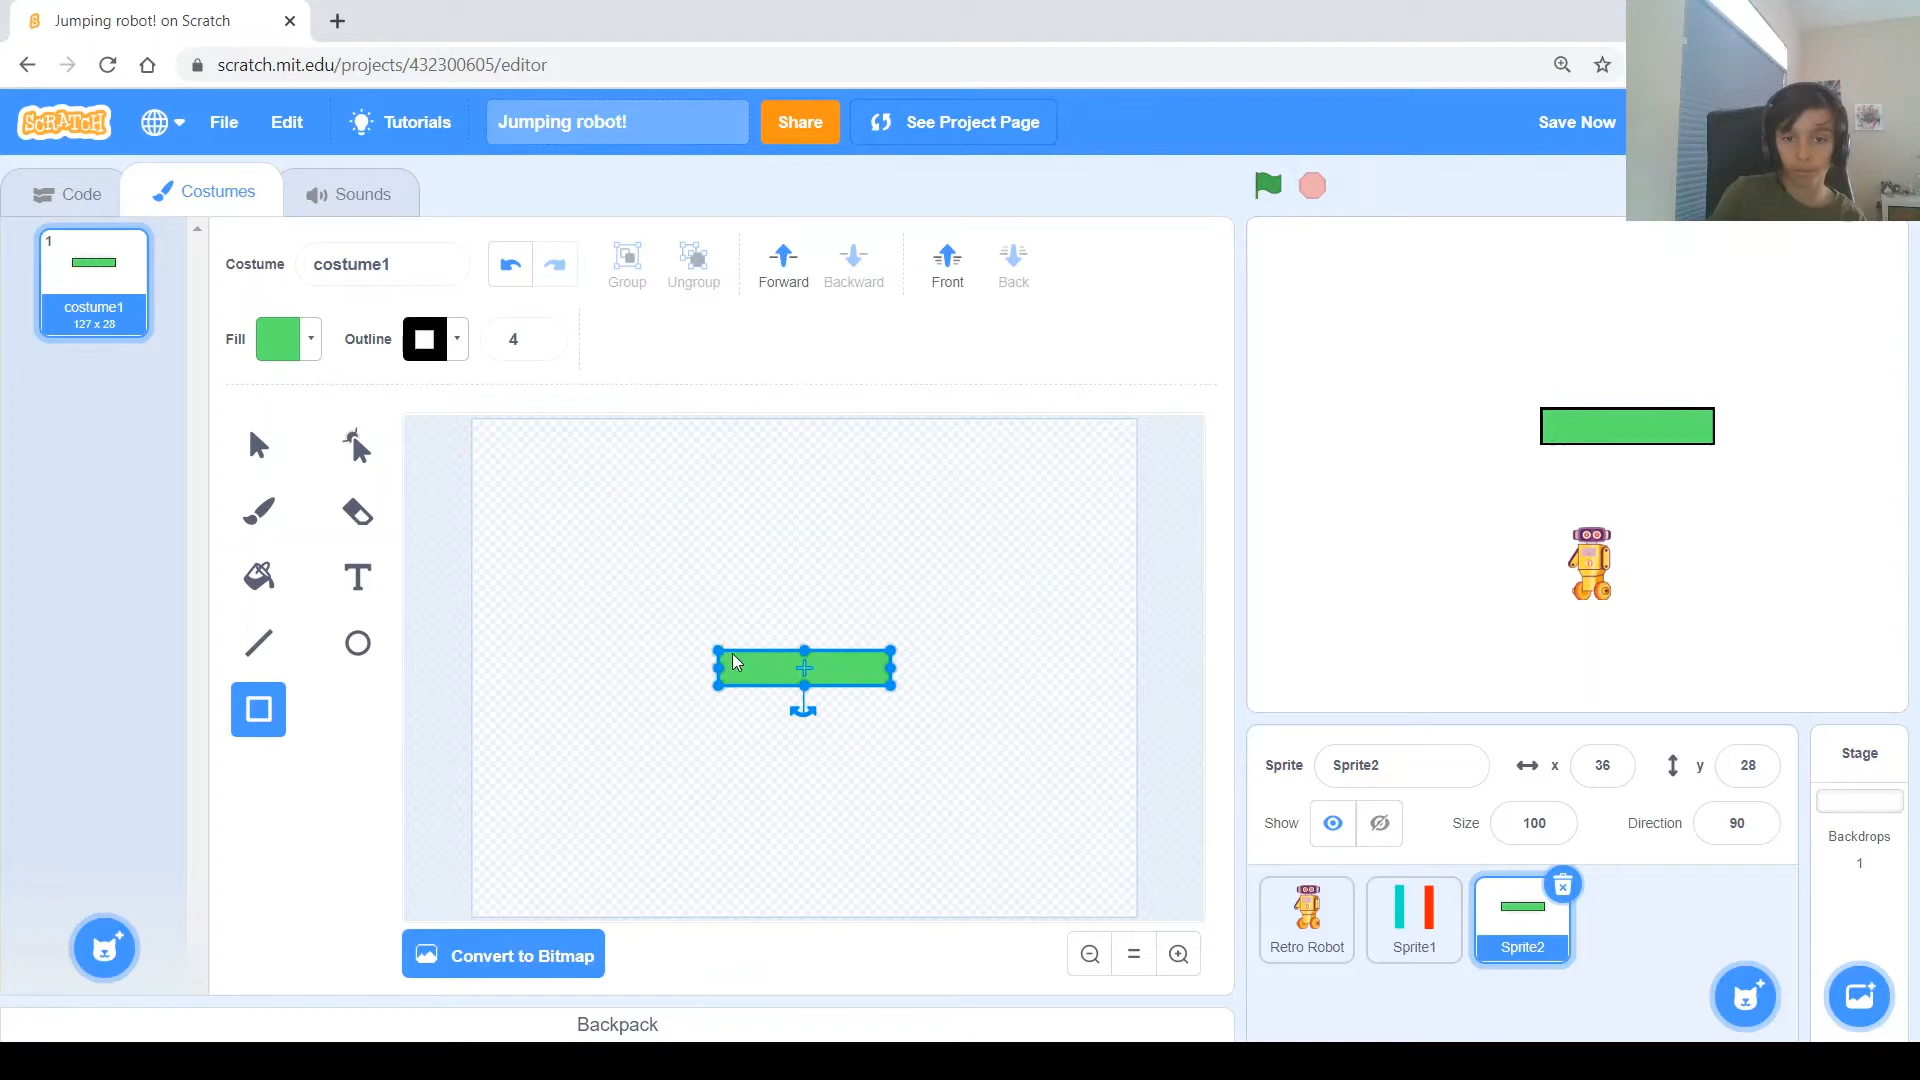 Jumping robot! on Scratch
scratch.mit.edu/projects/432300605/editor
SCRATCH
File
Edit
Tutorials
Jumping robot!
Share
See Project Page
Save Now
Code
Costumes
Sounds
1
costume1
127 x 28
Costume
costume1
Group
Ungroup
Forward
Backward
Front
Back
Fill
Outline
4
T
Convert to Bitmap
Backpack
Sprite
Sprite2
x
36
y
28
Show
Size
100
Direction
90
Retro Robot
Sprite1
Sprite2
Stage
Backdrops
1